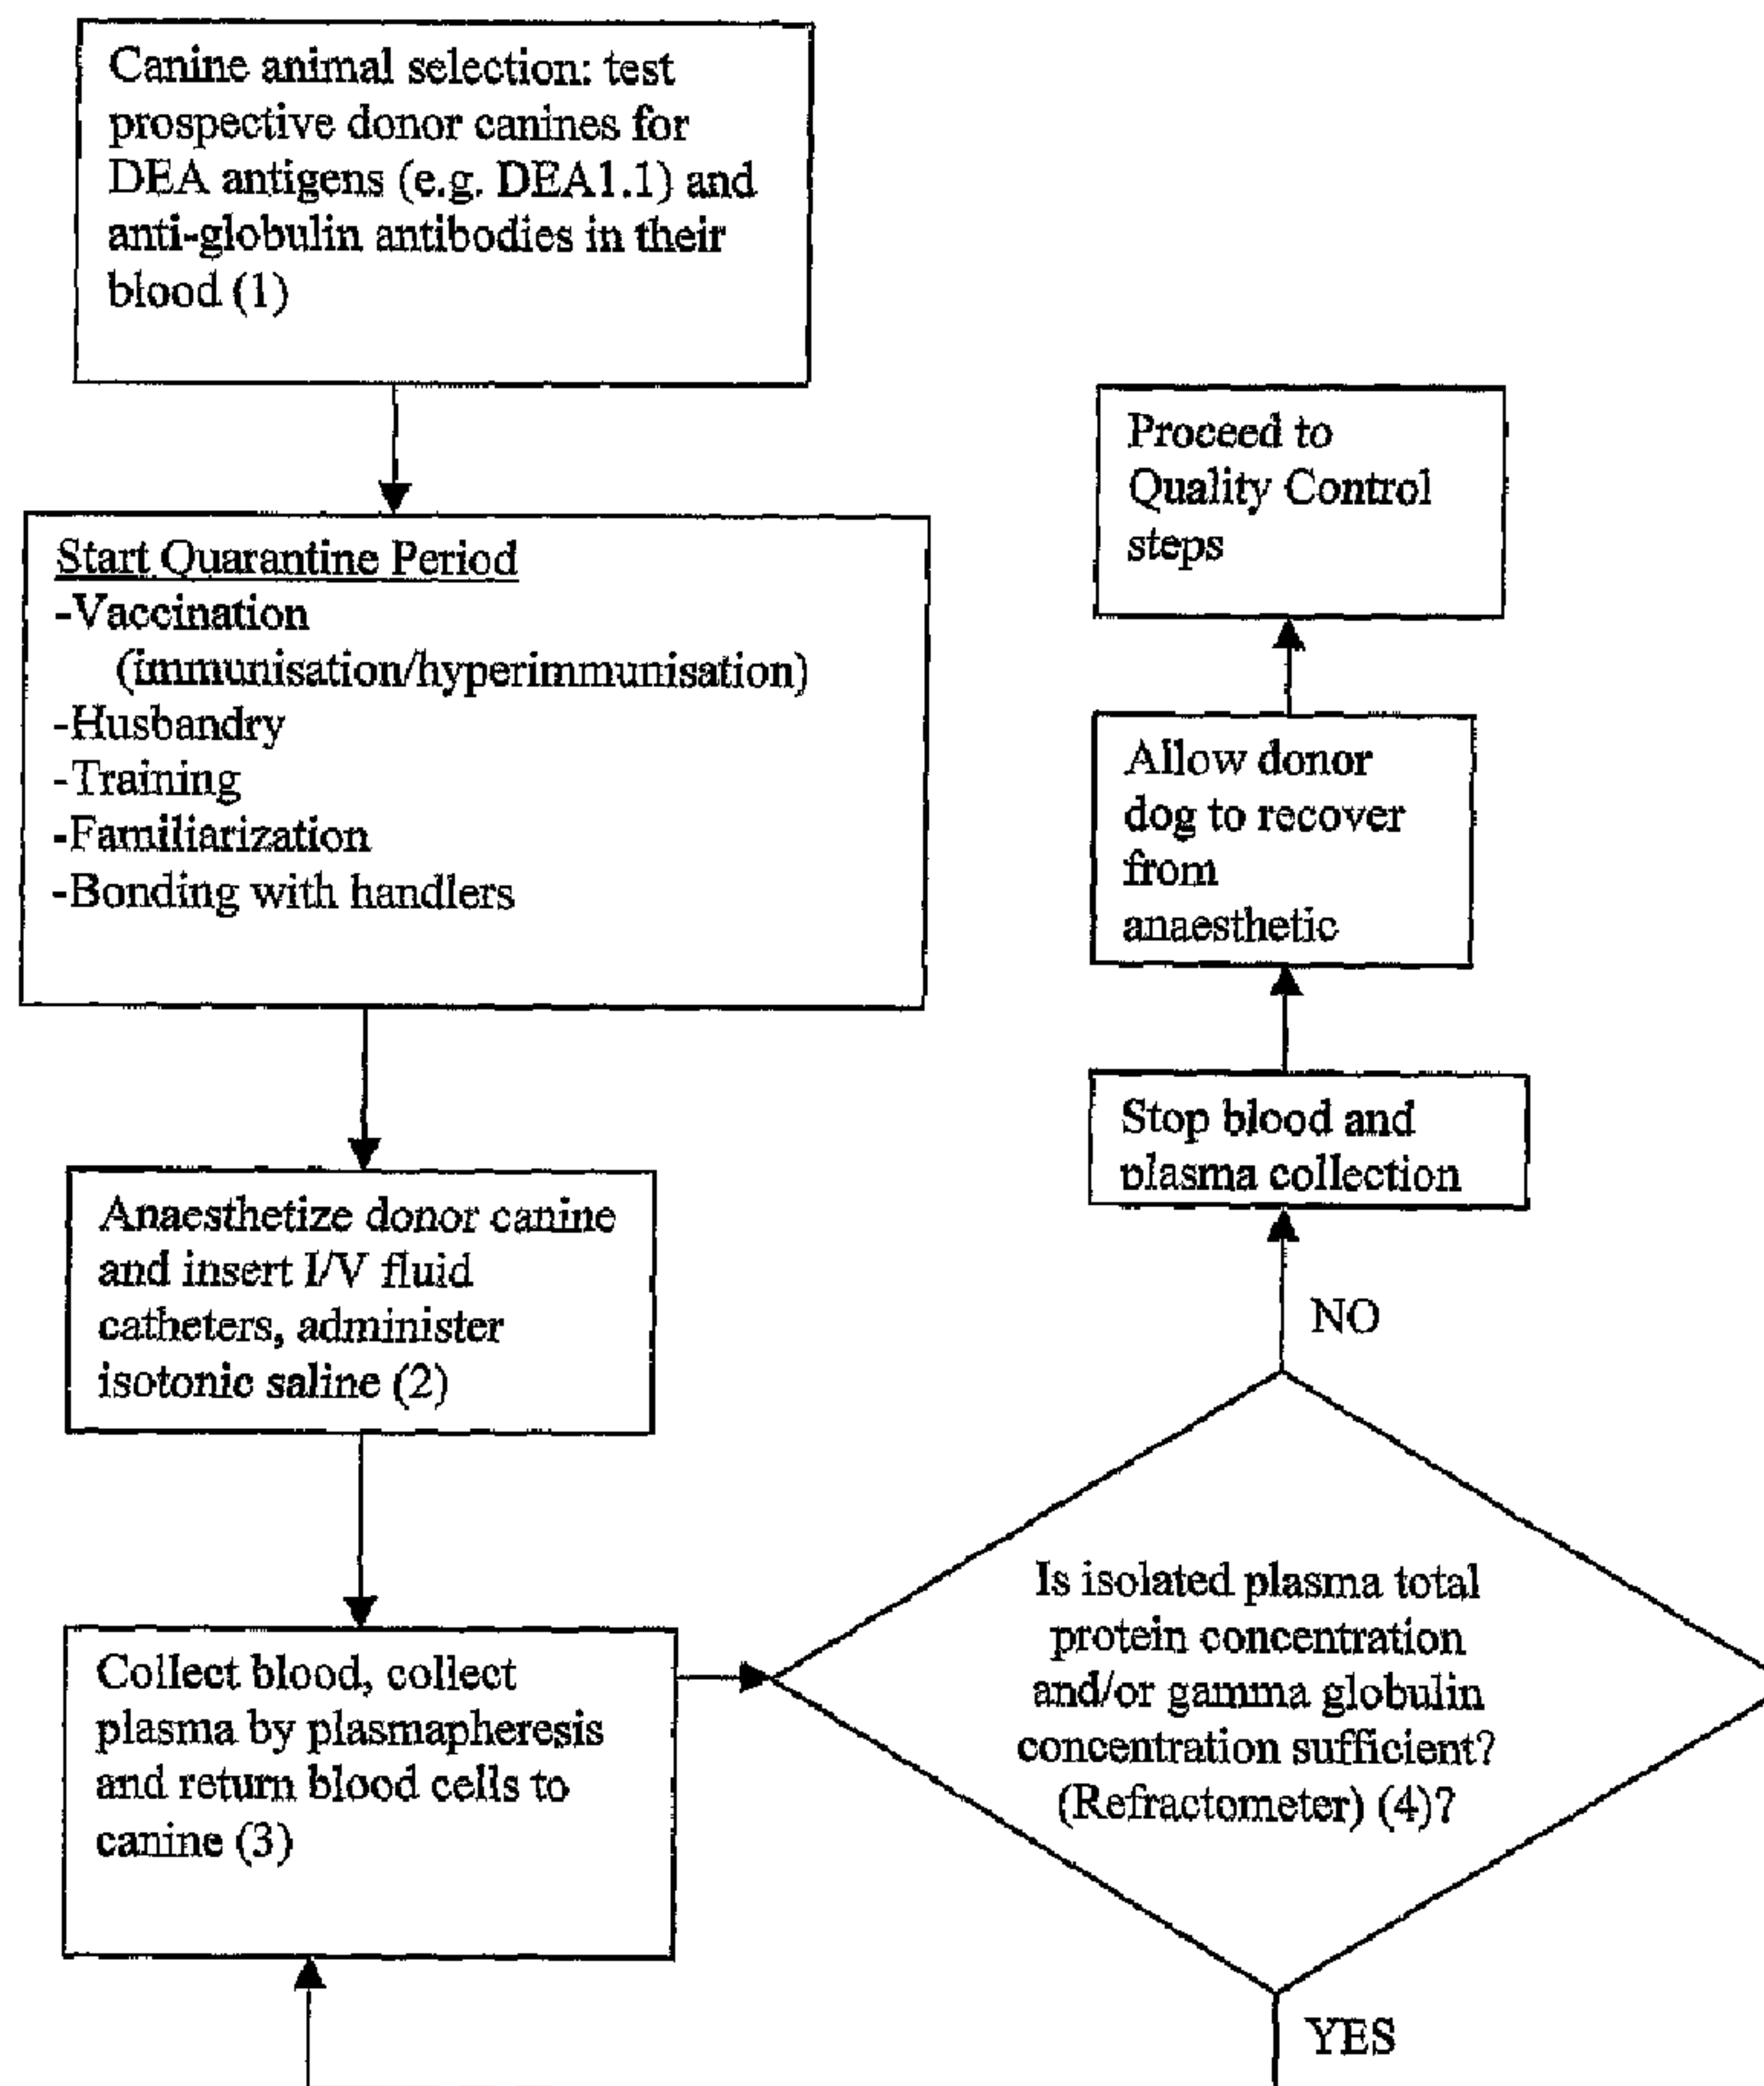 Canine animal selection: test
prospective donor canines for
DEA antigens (e.g. DEA1.1) and
anti-globulin antibodies in their
blood (1)
Start Quarantine Period
-Vaccination
(immunisation/hyperimmunisation)
-Husbandry
-Training
-Familiarization
-Bonding with handlers
Anaesthetize donor canine
and insert I/V fluid
catheters, administer
isotonic saline (2)
Collect blood, collect
plasma by plasmapheresis
and return blood cells to
canine (3)
Proceed to
Quality Control
steps
Allow donor
dog to recover
from
anaesthetic
Stop blood and
plasma collection
NO
Is isolated plasma total
protein concentration
and/or gamma globulin
concentration sufficient?
(Refractometer) (4)?
YES